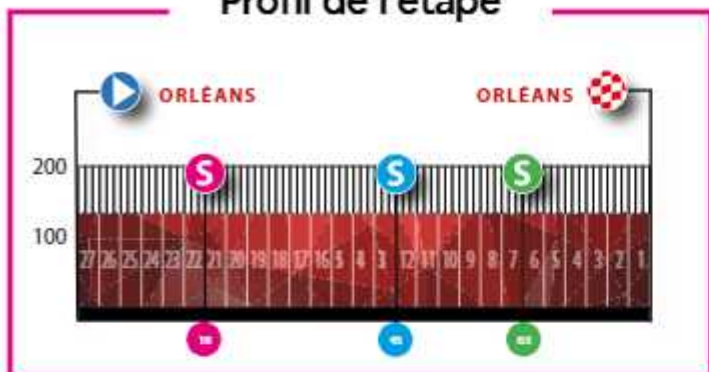 Profil de l'étape
ORLÉANS ORLÉANS
200
S S S
100
27 26 25 24 23 22 21 20 19 18 17 16 5 4 3 12 11 10 9 8 7 6 5 4 3 2 1